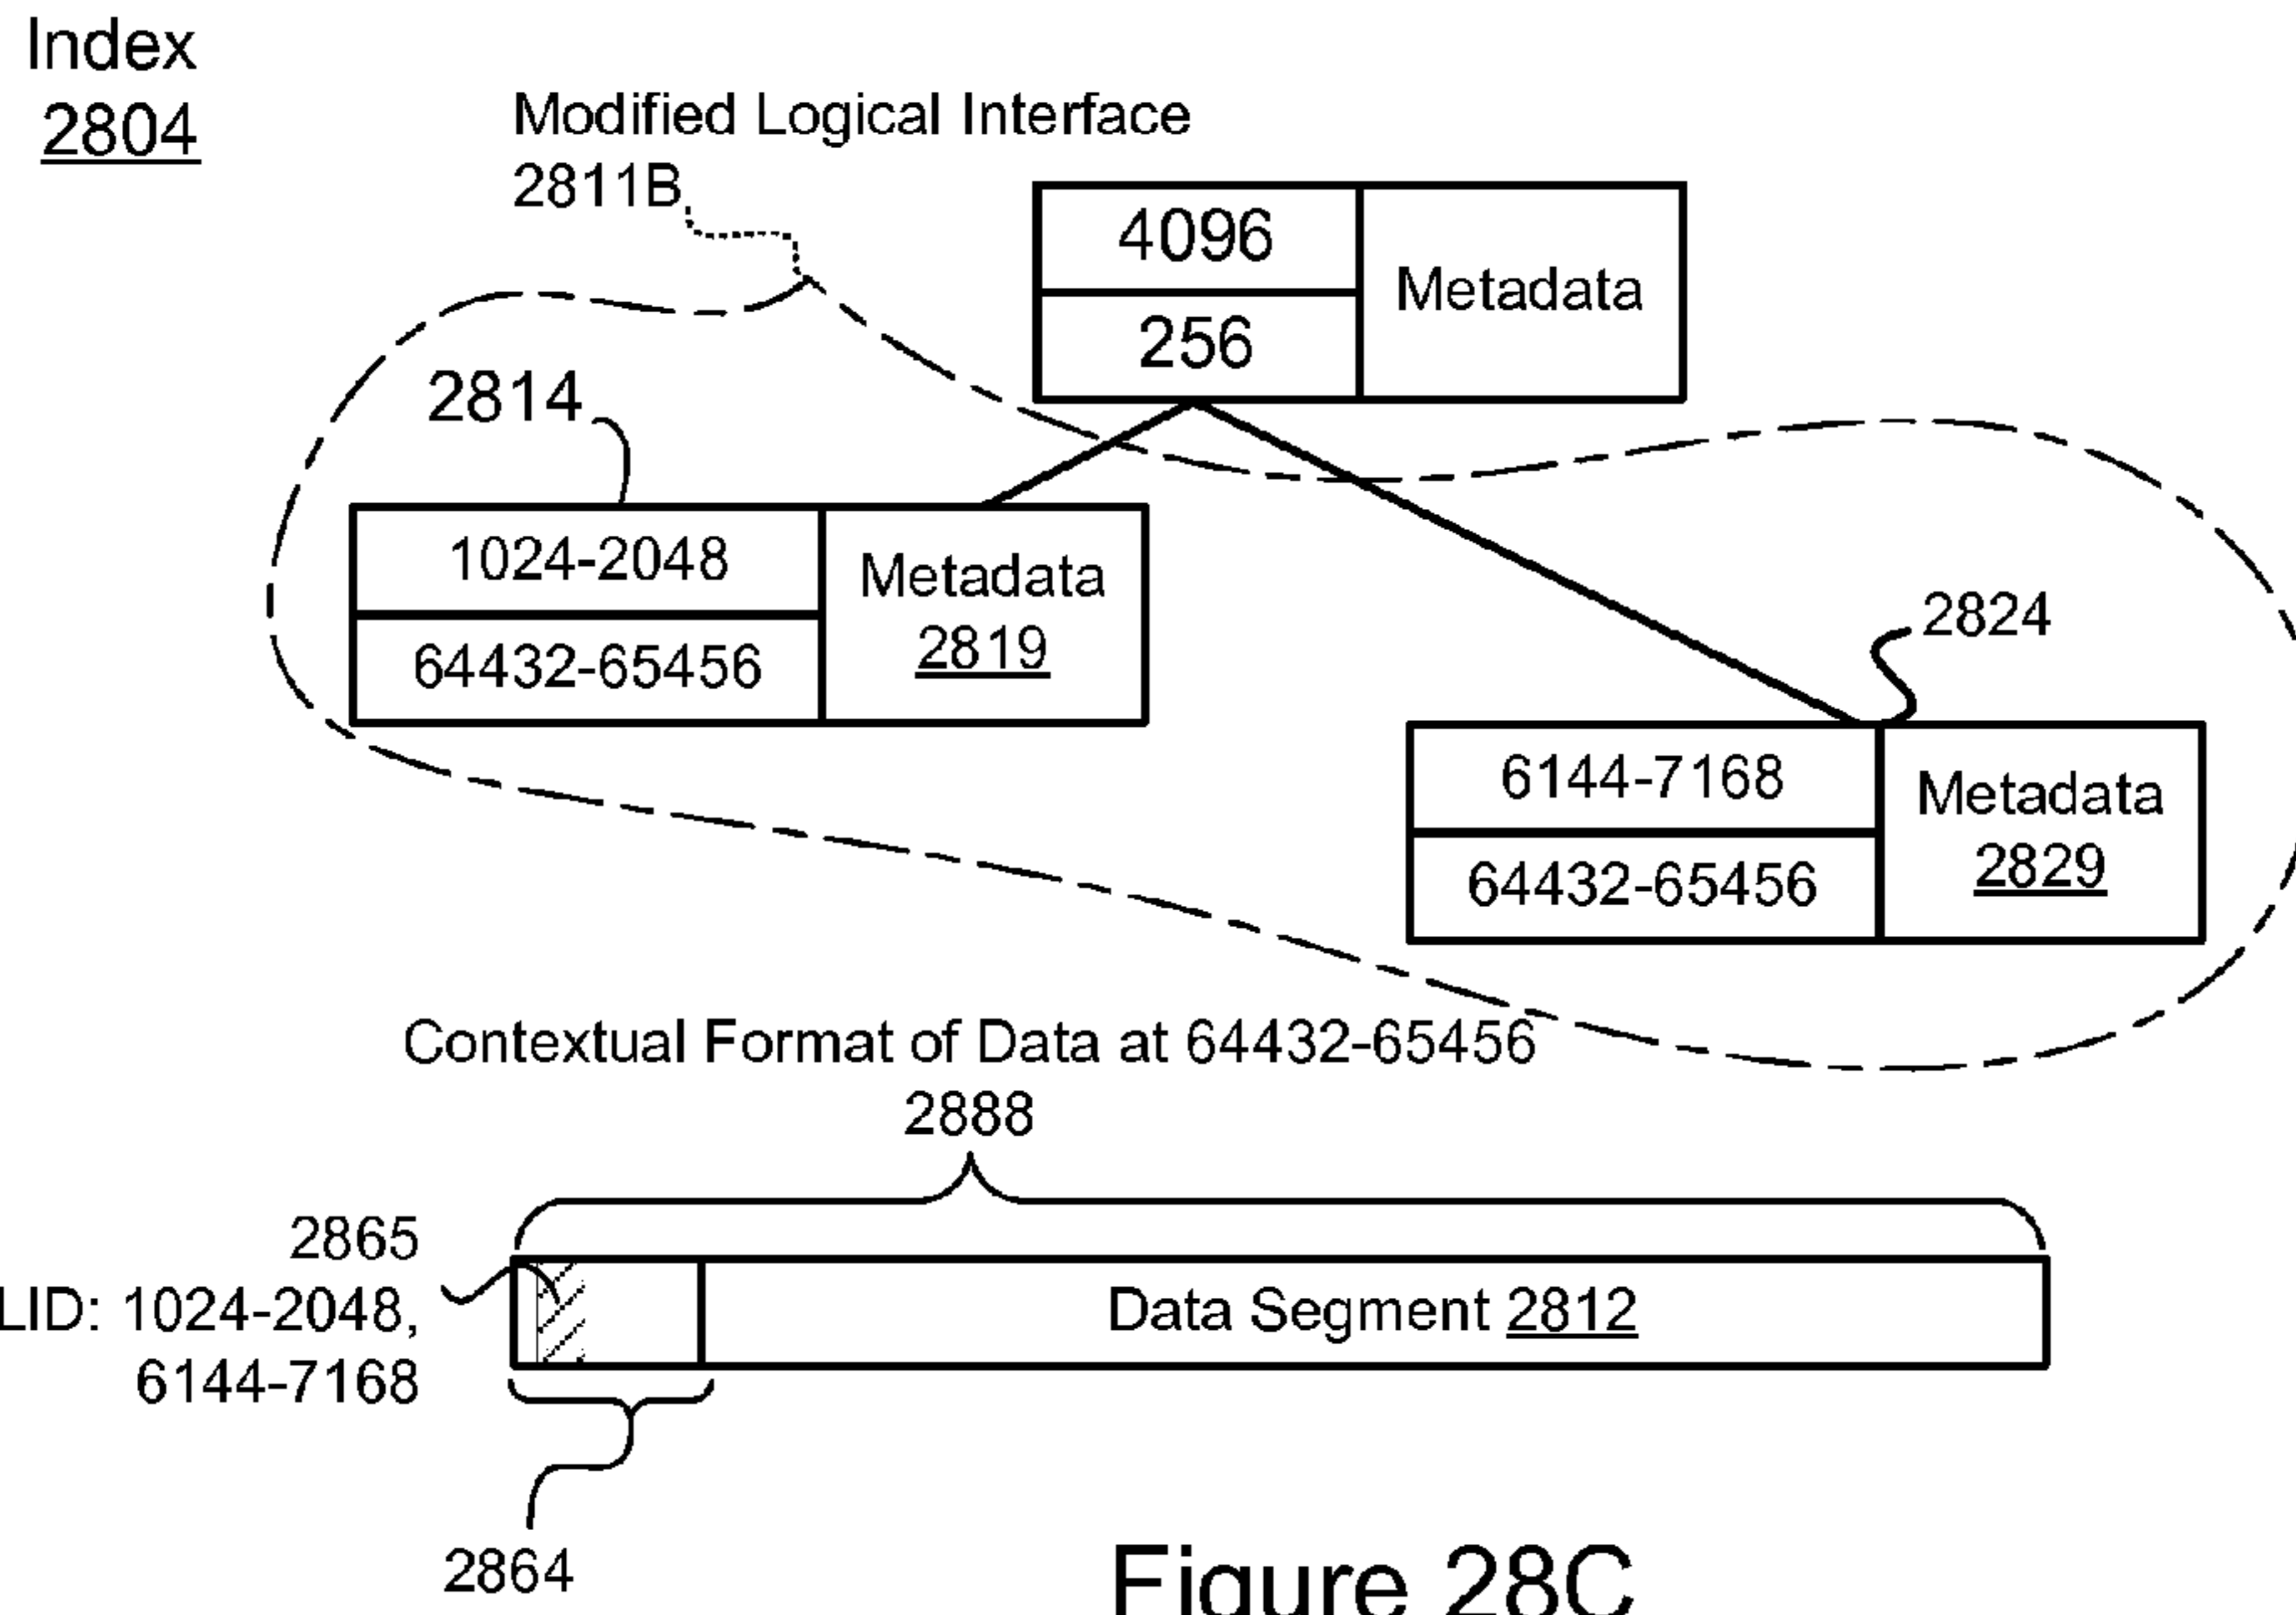 Index
2804
Modified Logical Interface
2811B
4096
256
Metadata
2814
1024-2048
64432-65456
Metadata
2819
2824
6144-7168
64432-65456
Metadata
2829
Contextual Format of Data at 64432-65456
2888
2865
LID: 1024-2048,
6144-7168
Data Segment 2812
2864
Figure 28C